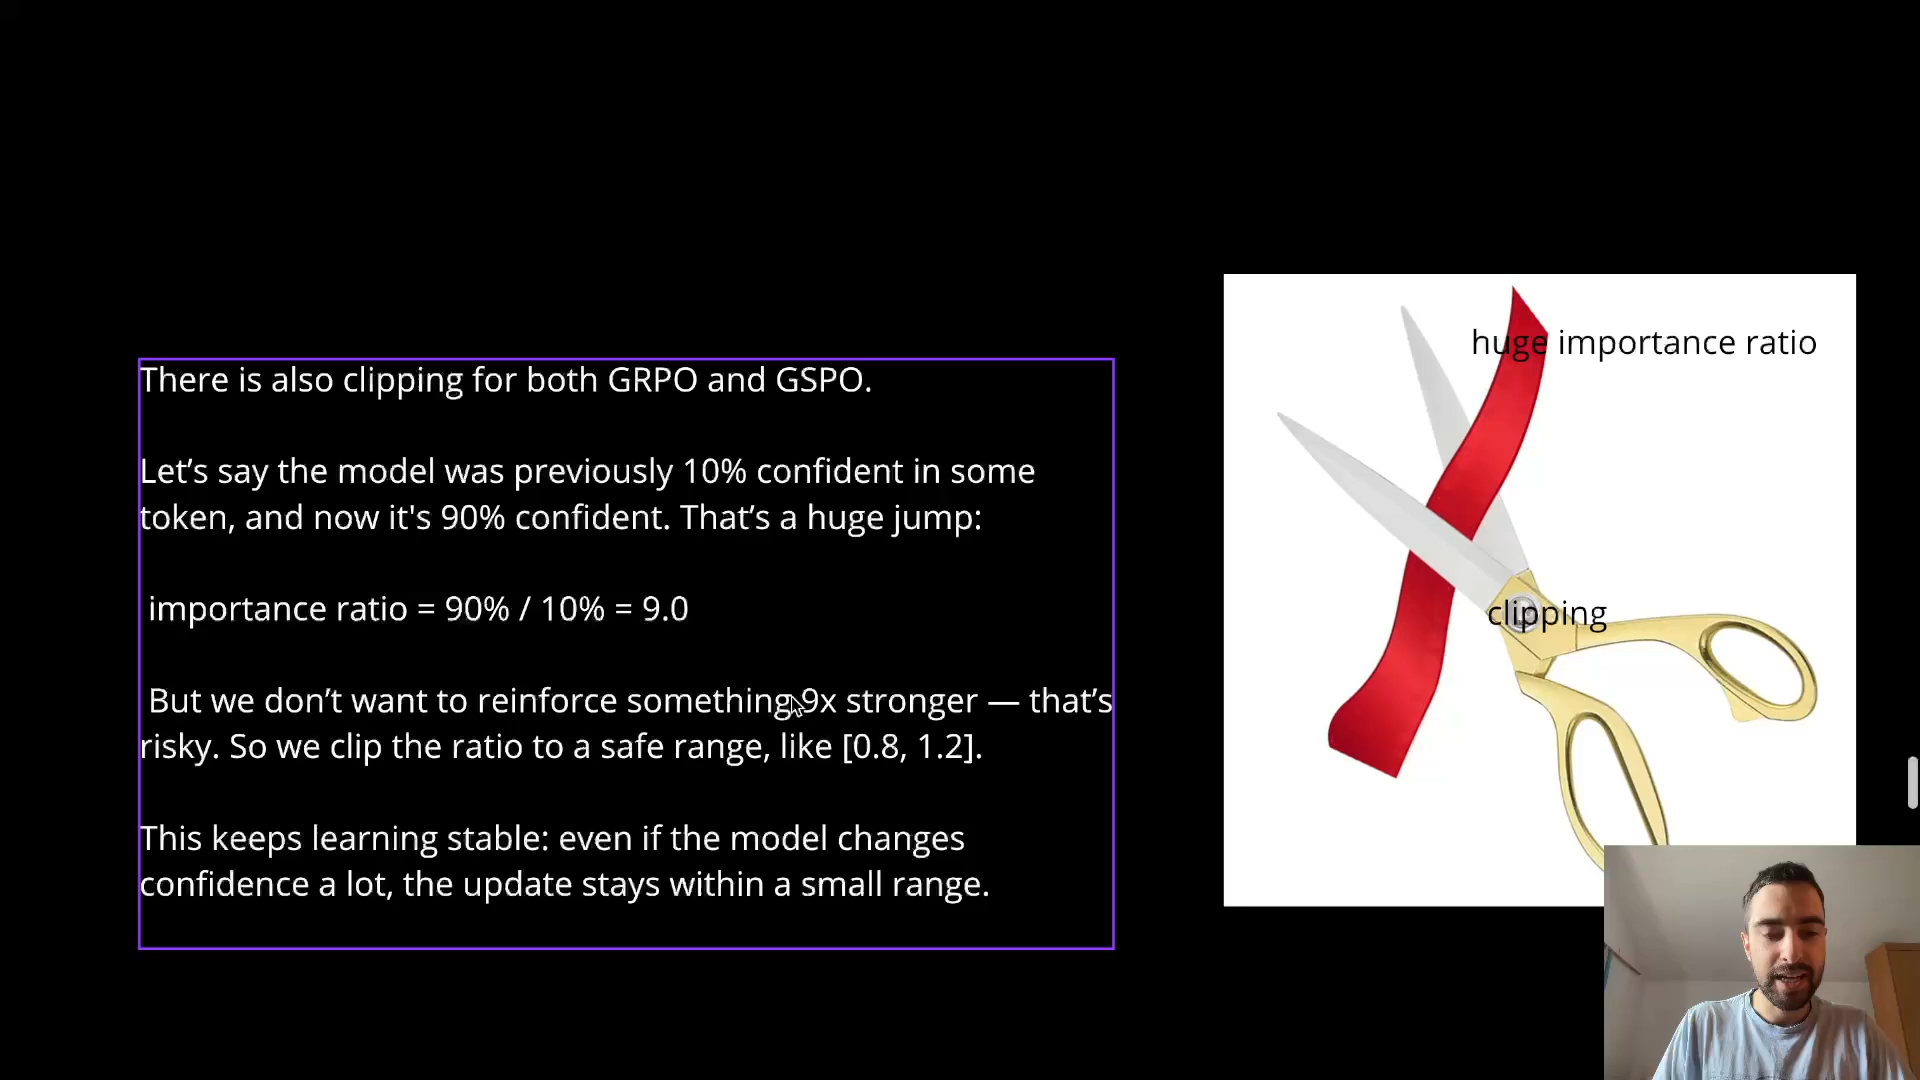 There is also clipping for both GRPO and GSPO.
Let’s say the model was previously 10% confident in some
token, and now it's 90% confident. That’s a huge jump:
importance ratio = 90% / 10% = 9.0
But we don’t want to reinforce something 9x stronger — that’s
risky. So we clip the ratio to a safe range, like [0.8, 1.2].
This keeps learning stable: even if the model changes
confidence a lot, the update stays within a small range.
huge importance ratio
clipping